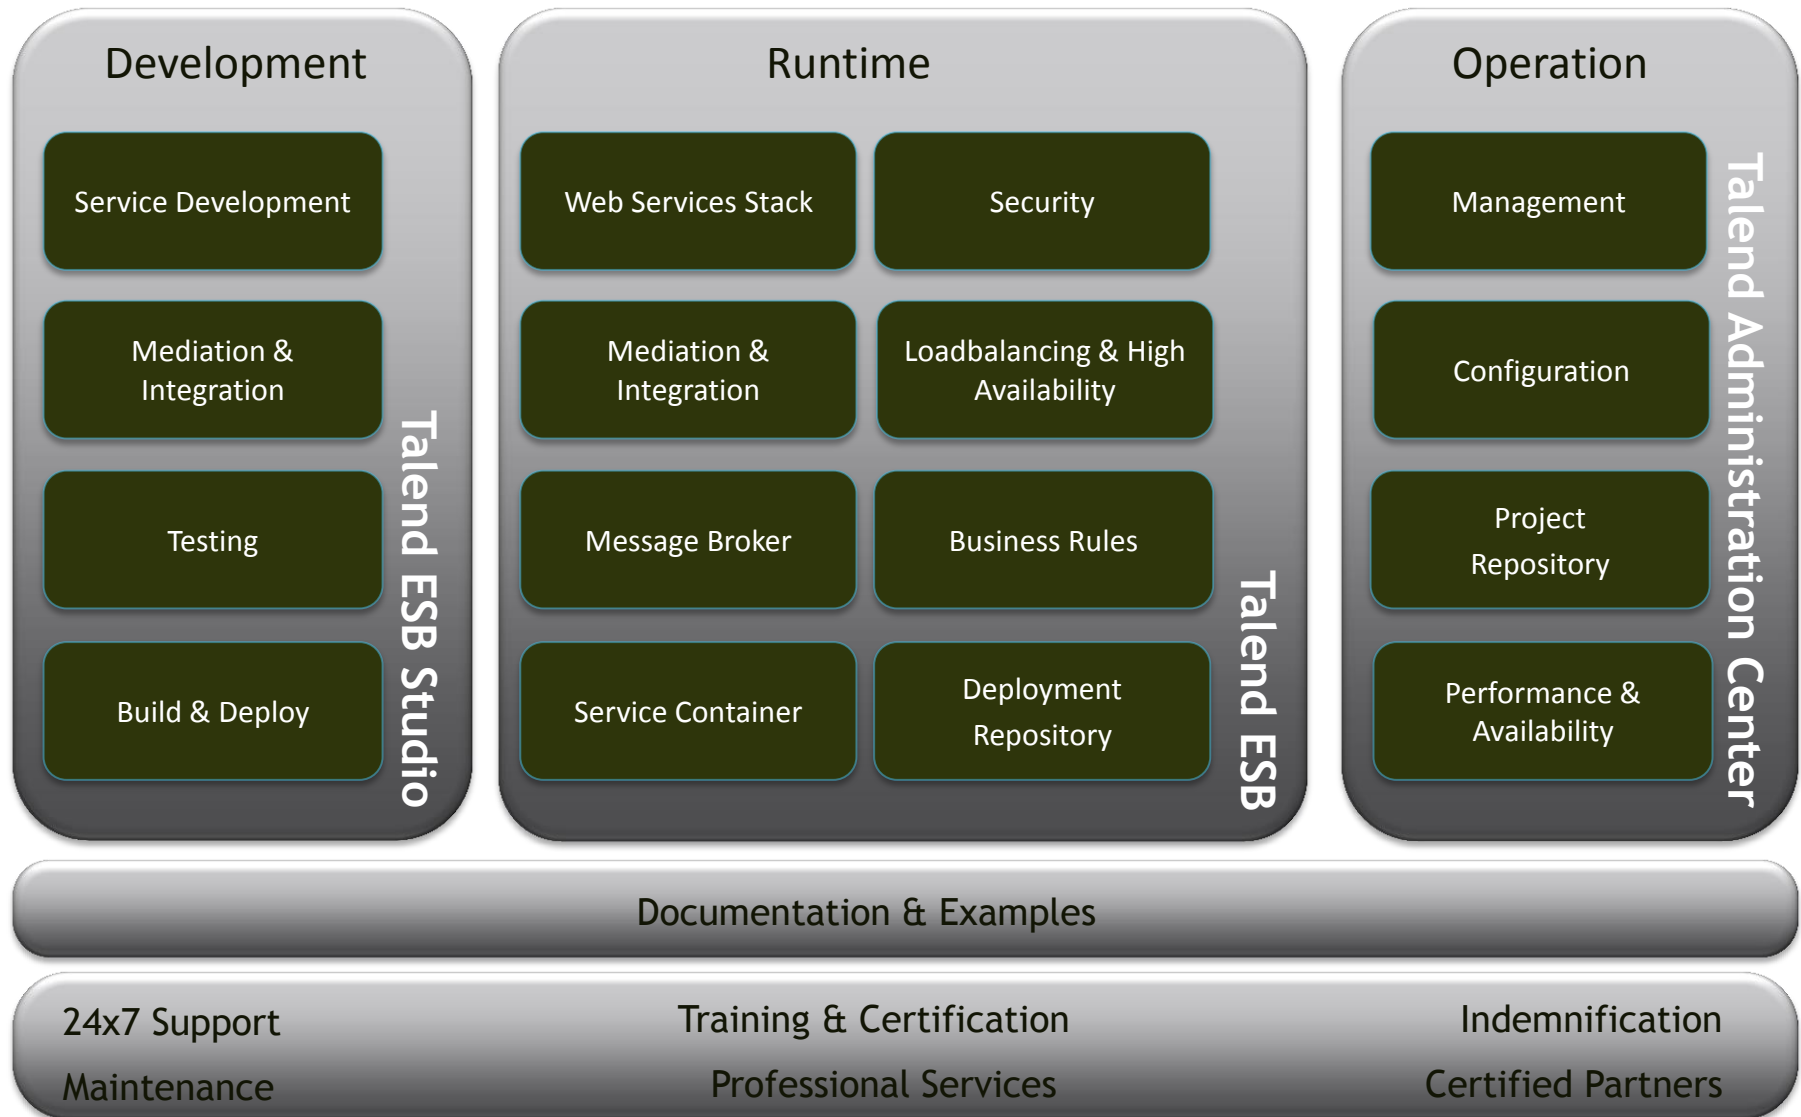 Development
Service Development
Mediation &
Integration
Testing
Build & Deploy
Talend ESB Studio
Runtime
Web Services Stack
Security
Mediation &
Integration
Loadbalancing & High
Availability
Message Broker
Business Rules
Service Container
Deployment
Repository
Talend ESB
Operation
Management
Configuration
Project
Repository
Performance &
Availability
Talend Administration Center
Documentation & Examples
24x7 Support
Training & Certification
Indemnification
Maintenance
Professional Services
Certified Partners